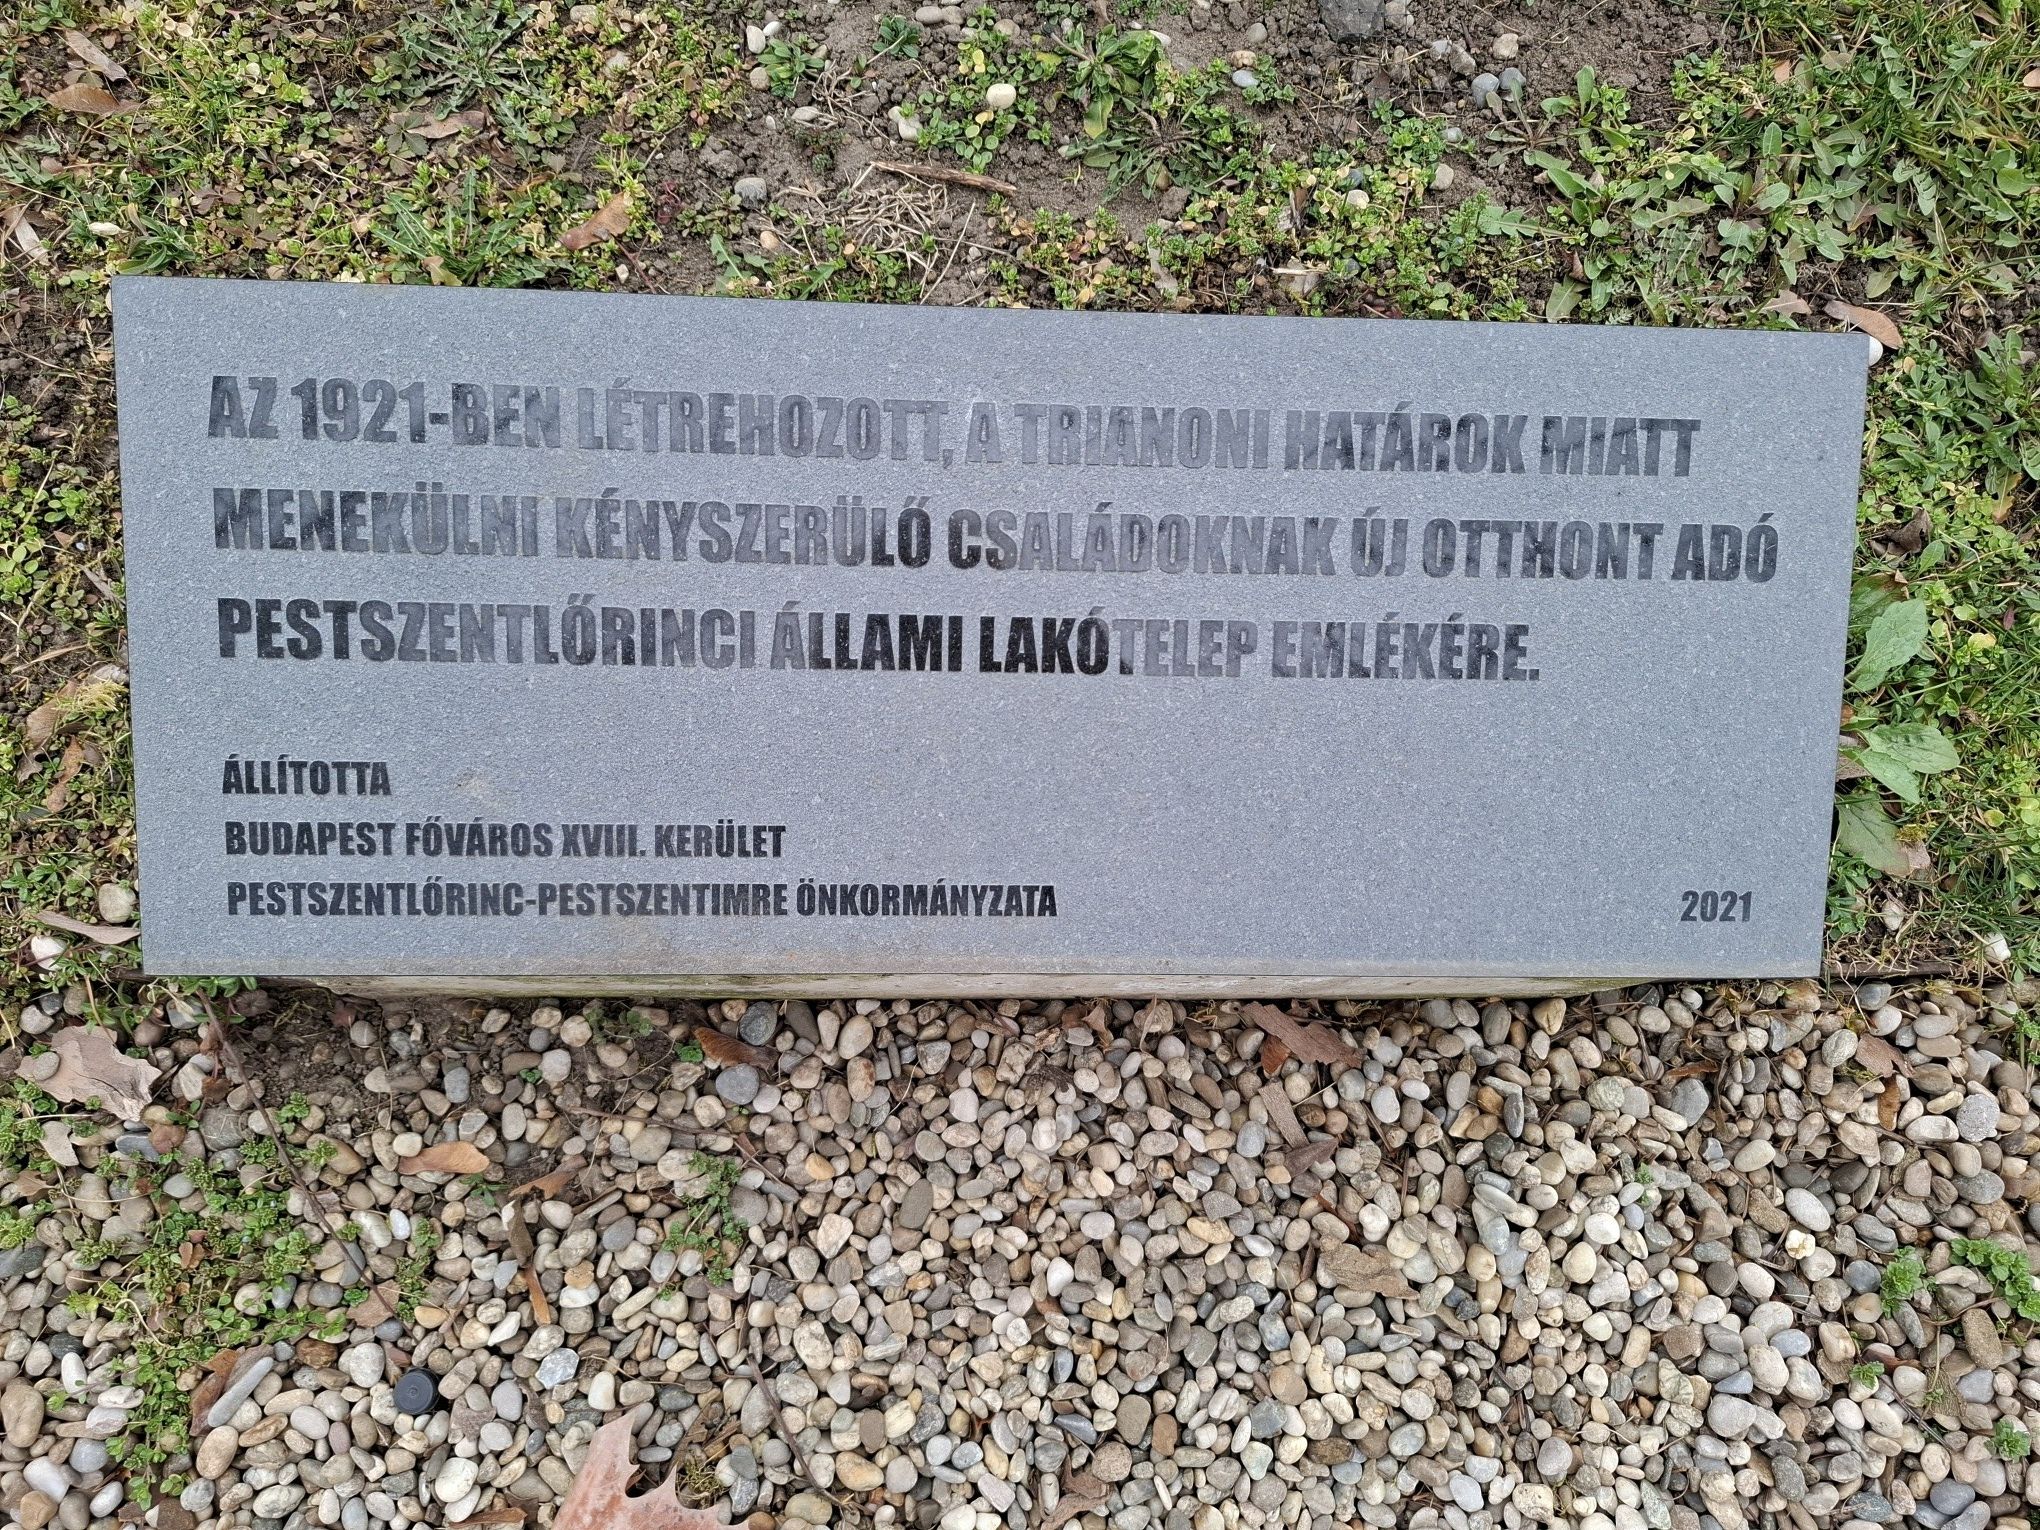 AZ 1921-BEN LÉTREHOZOTT, A TRIANONI HATÁROK MIATT
MENEKÜLNI KÉNYSZERÜLŐ CSALÁDOKNAK ÚJ OTTHONT ADÓ
PESTSZENTLŐRINCI ÁLLAMI LAKÓTELEP EMLÉKÉRE.
ÁLLÍTOTTA
BUDAPEST FŐVÁROS XVIII. KERÜLET
PESTSZENTLŐRINC-PESTSZENTIMRE ÖNKORMÁNYZATA
2021